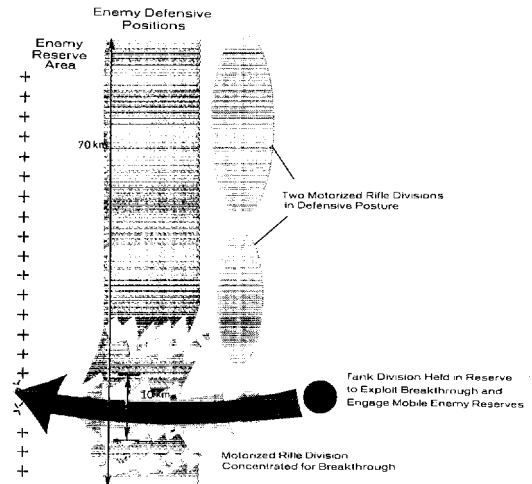 Enemy Defensive
Positions
Enemy
Reserve
Area
70 km
Two Motorized Rifle Divisions
in Defensive Posture
Tank Division Held in Reserve
to Exploit Breakthrough and
Engage Mobile Enemy Reserves
10 km
Motorized Rifle Division
Concentrated for Breakthrough